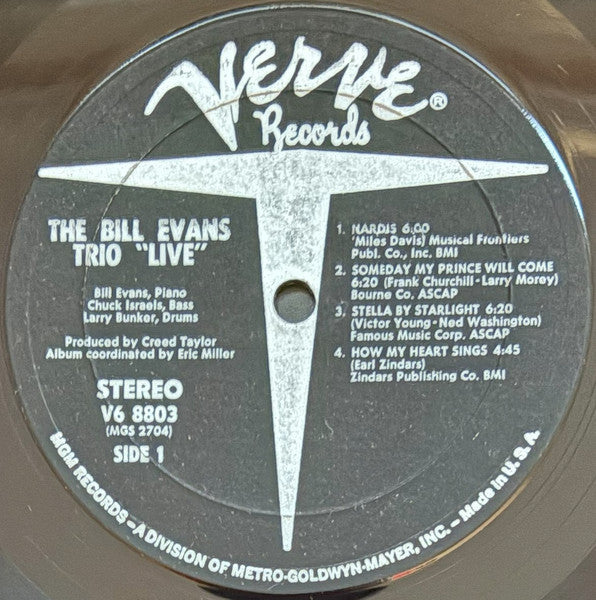 Verve®
Records
THE BILL EVANS
TRIO "LIVE"
Bill Evans, Piano
Chuck Israels, Bass
Larry Bunker, Drums
Produced by Creed Taylor
Album coordinated by Eric Miller
STEREO
V6 8803
(MGS 2704)
SIDE 1
1. NARDIS 6:00
'Miles Davis) Musical Frontiers
Publ. Co., Inc. BMI
2. SOMEDAY MY PRINCE WILL COME
6:20 (Frank Churchill-Larry Morey)
Bourne Co. ASCAP
3. STELLA BY STARLIGHT 6:20
(Victor Young-Ned Washington)
Famous Music Corp. ASCAP
4. HOW MY HEART SINGS 4:45
(Earl Zindars)
Zindars Publishing Co. BMI
MGM RECORDS – A DIVISION OF METRO-GOLDWYN-MAYER, INC. – Made in U.S.A.